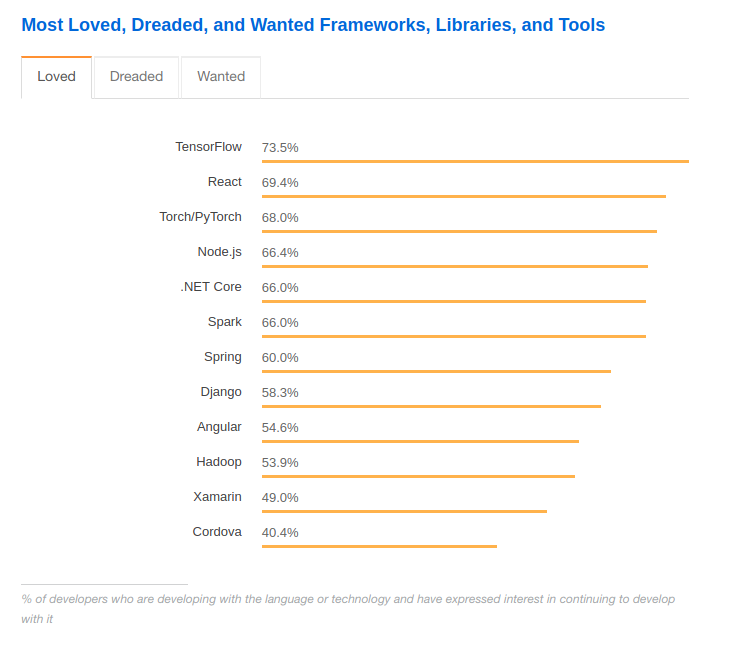 Most Loved, Dreaded, and Wanted Frameworks, Libraries, and Tools
Loved Dreaded Wanted
TensorFlow 73.5%
React 69.4%
Torch/PyTorch 68.0%
Node.js 66.4%
.NET Core 66.0%
Spark 66.0%
Spring 60.0%
Django 58.3%
Angular 54.6%
Hadoop 53.9%
Xamarin 49.0%
Cordova 40.4%
% of developers who are developing with the language or technology and have expressed interest in continuing to develop
with it